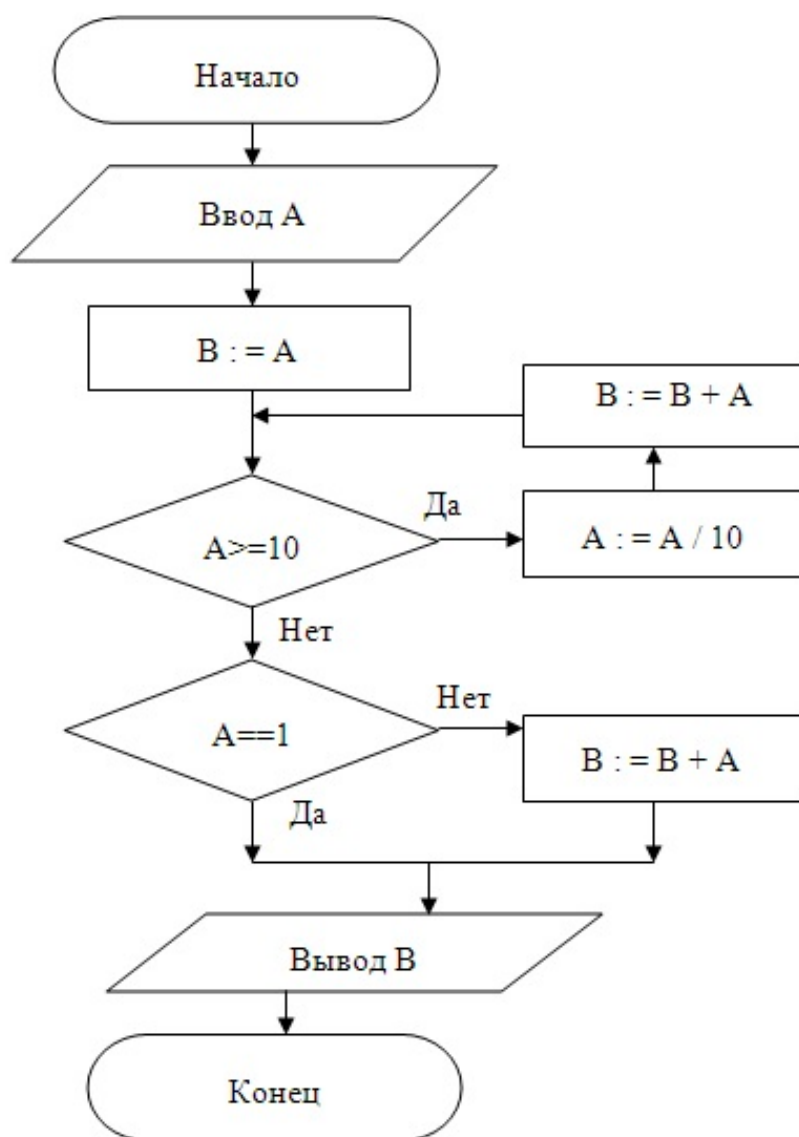 Начало
Ввод A
B : = A
B : = B + A
A>=10
Да
A : = A / 10
Нет
A==1
Нет
B : = B + A
Да
Вывод B
Конец